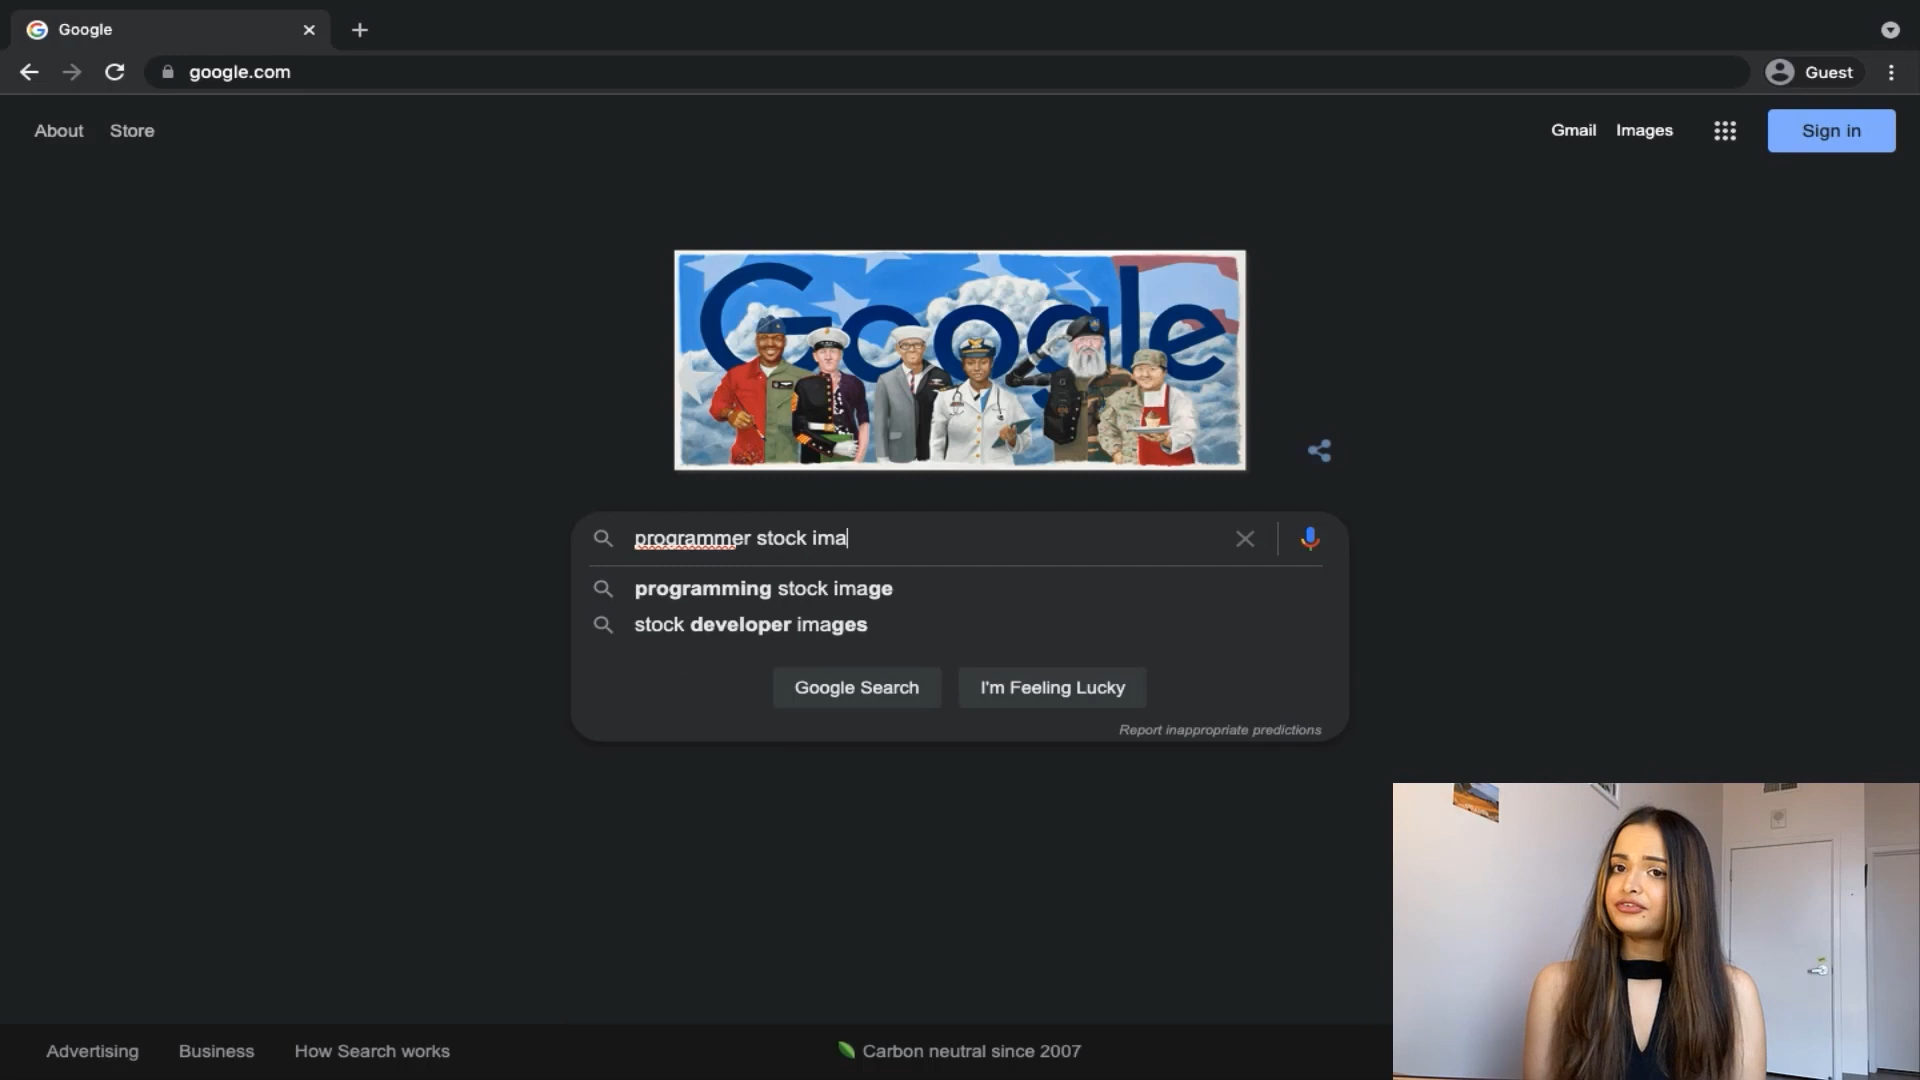 Google
google.com
Guest
About Store
Gmail Images Sign in
Google
programmer stock ima
programming stock image
stock developer images
Google Search I'm Feeling Lucky
Report inappropriate predictions
Advertising Business How Search works
Carbon neutral since 2007